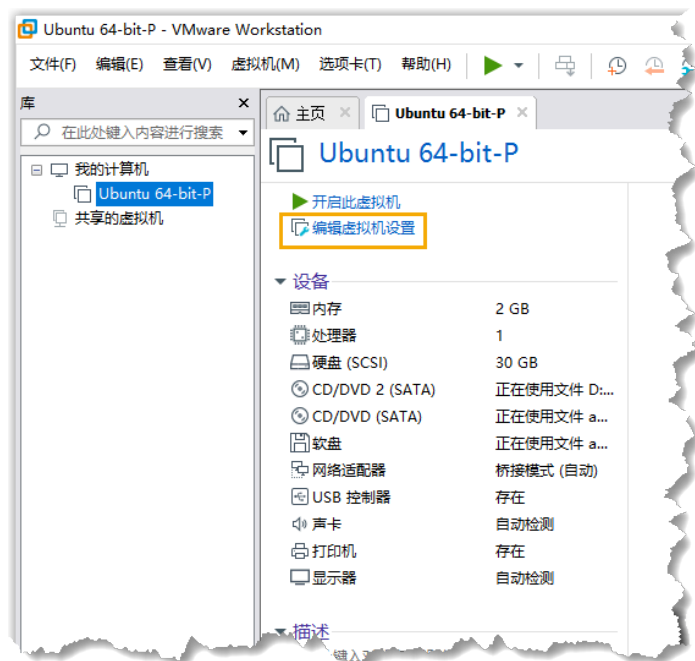 Ubuntu 64-bit-P - VMware Workstation
文件(F) 编辑(E) 查看(V) 虚拟机(M) 选项卡(T) 帮助(H)
库
在此处键入内容进行搜索
我的计算机
Ubuntu 64-bit-P
共享的虚拟机
主页 Ubuntu 64-bit-P
Ubuntu 64-bit-P
开启此虚拟机
编辑虚拟机设置
设备
内存 2 GB
处理器 1
硬盘 (SCSI) 30 GB
CD/DVD 2 (SATA) 正在使用文件 D:...
CD/DVD (SATA) 正在使用文件 a...
软盘 正在使用文件 a...
网络适配器 桥接模式 (自动)
USB 控制器 存在
声卡 自动检测
打印机 存在
显示器 自动检测
描述